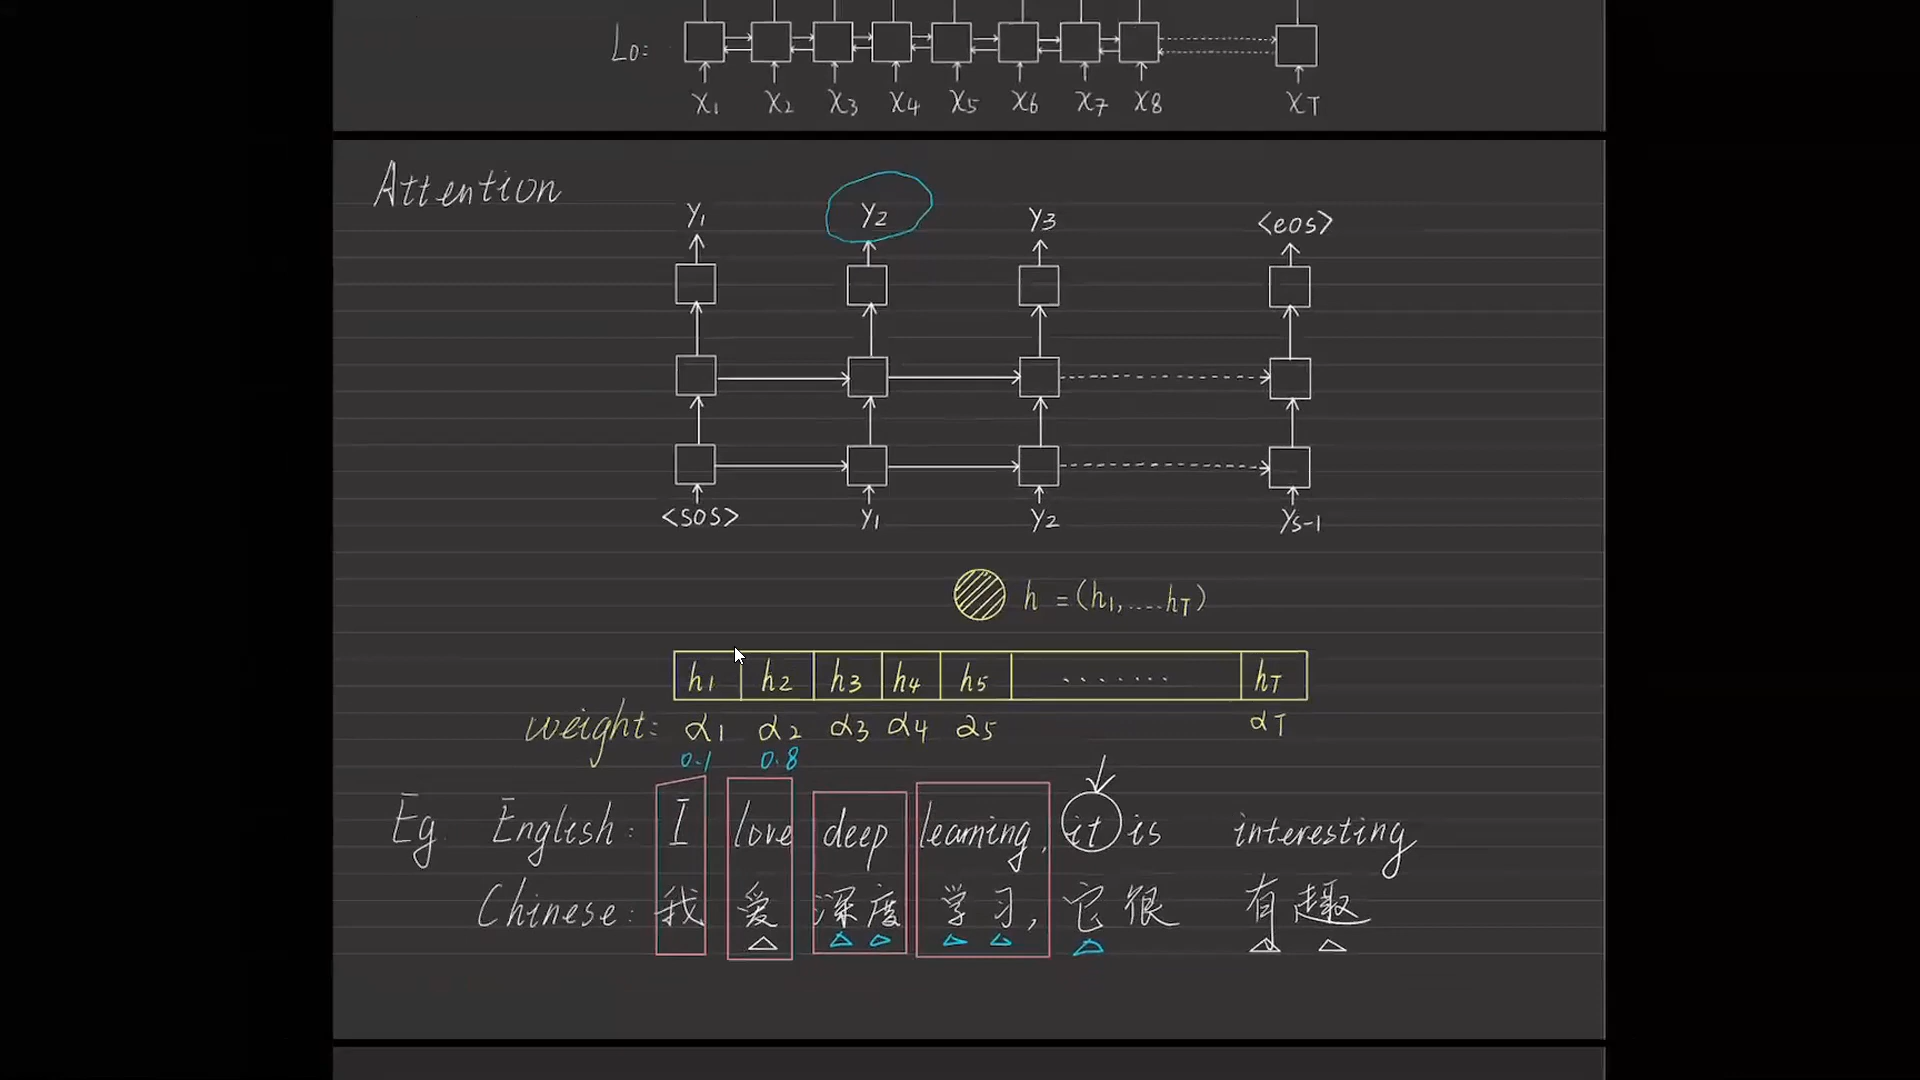 L0:
x1 x2 x3 x4 x5 x6 x7 x8 xT
Attention
y1 y2 y3 <eos>
<sos> y1 y2 ys-1
h = (h1, .... hT)
h1 h2 h3 h4 h5 ....... hT
weight: α1 α2 α3 α4 α5 αT
0.1 0.8
Eg English: I love deep learning, it is interesting
Chinese: 我 爱 深度 学习, 它 很 有趣